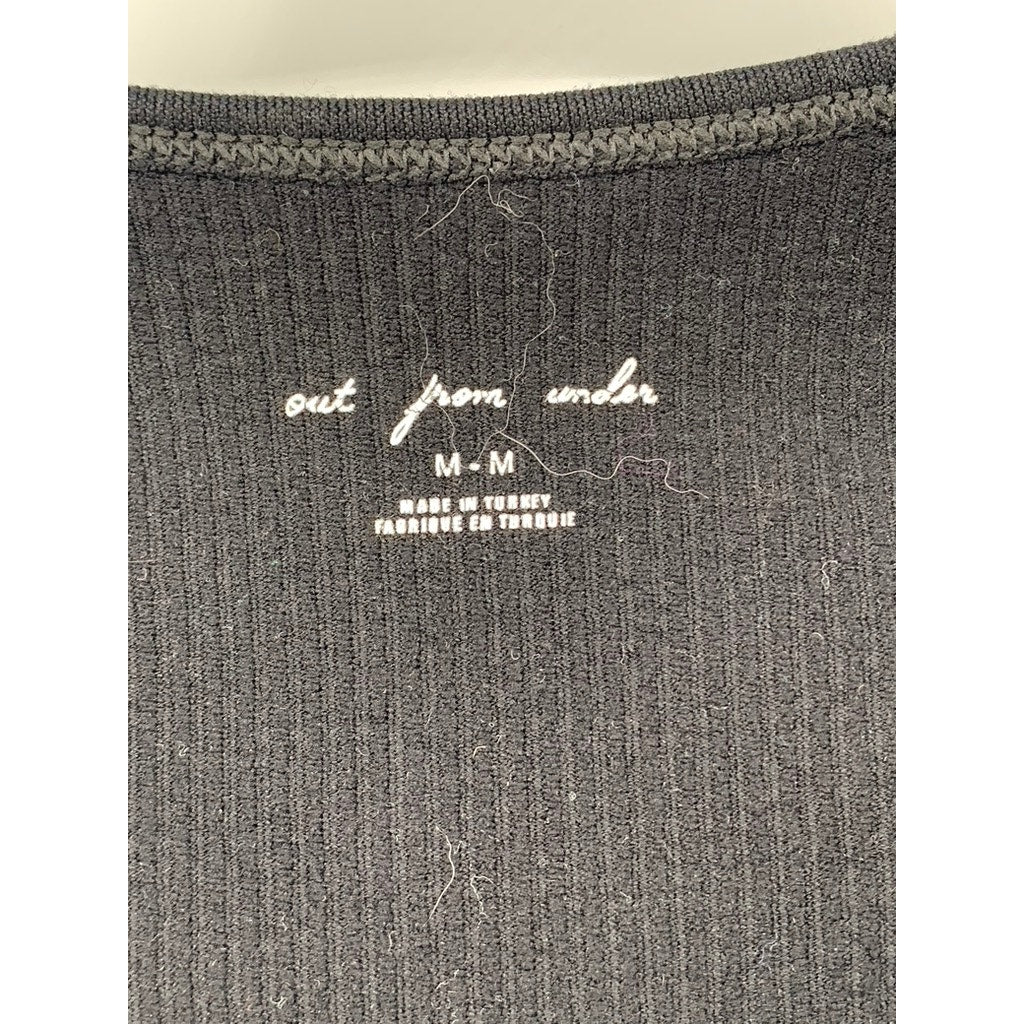 out from under
M - M
MADE IN TURKEY
FABRIQUE EN TURQUIE